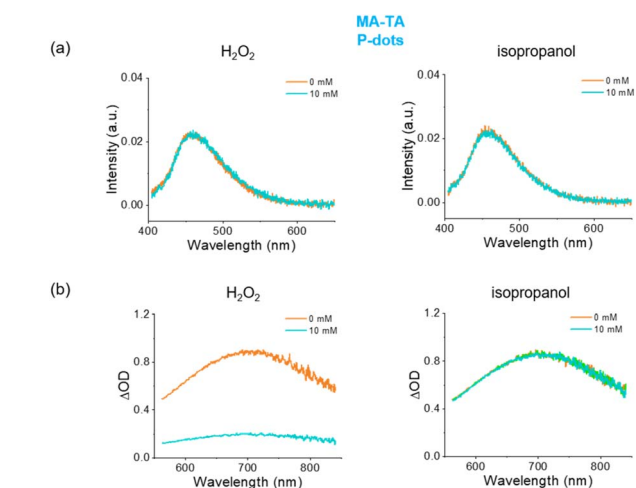 MA-TA
P-dots
(a)
H₂O₂
isopropanol
0.04
0.02
0.00
Intensity (a.u.)
0 mM
10 mM
400
500
600
Wavelength (nm)
0.04
0.02
0.00
Intensity (a.u.)
0 mM
10 mM
400
500
600
Wavelength (nm)
(b)
H₂O₂
isopropanol
1.2
0.8
0.4
0.0
ΔOD
0 mM
10 mM
600
700
800
Wavelength (nm)
1.2
0.8
0.4
0.0
ΔOD
0 mM
10 mM
600
700
800
Wavelength (nm)